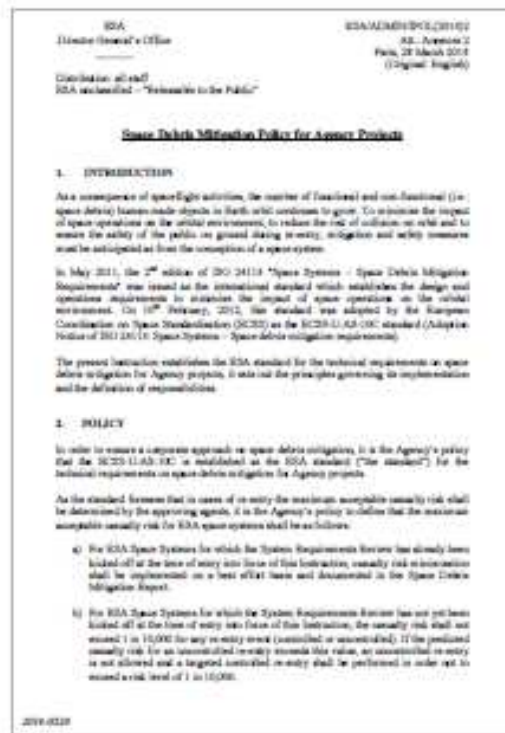 ESA
Director General's Office
ESA/ADMIN/IPOL(2014)2
Att.: Annexes 2
Paris, 28 March 2014
(Original: English)
Distribution: all staff
ESA unclassified – "Releasable to the Public"
Space Debris Mitigation Policy for Agency Projects
1. INTRODUCTION
As a consequence of spaceflight activities, the number of functional and non-functional (i.e.
space debris) human-made objects in Earth orbit continues to grow. To minimise the impact
of space operations on the orbital environment, to reduce the risk of collision on orbit and to
ensure the safety of the public on ground during re-entry, mitigation and safety measures
must be anticipated as from the conception of a space system.
In May 2011, the 2nd edition of ISO 24113 "Space Systems – Space Debris Mitigation
Requirements" was issued as the international standard which establishes the design and
operations requirements to minimise the impact of space operations on the orbital
environment. On 10th February, 2012, this standard was adopted by the European
Coordination on Space Standardisation (ECSS) as the ECSS-U-AS-10C standard (Adoption
Notice of ISO 24113: Space Systems – Space debris mitigation requirements).
The present Instruction establishes the ESA standard for the technical requirements on space
debris mitigation for Agency projects, it sets out the principles governing its implementation
and the definition of responsibilities.
2. POLICY
In order to ensure a corporate approach on space debris mitigation, it is the Agency's policy
that the ECSS-U-AS-10C is established as the ESA standard ("the standard") for the
technical requirements on space debris mitigation for Agency projects.
As the standard foresees that in cases of re-entry the maximum acceptable casualty risk shall
be determined by the approving agents, it is the Agency's policy to define that the maximum
acceptable casualty risk for ESA space systems shall be as follows:
a) For ESA Space Systems for which the System Requirements Review has already been
kicked off at the time of entry into force of this Instruction, casualty risk minimisation
shall be implemented on a best effort basis and documented in the Space Debris
Mitigation Report.
b) For ESA Space Systems for which the System Requirements Review has not yet been
kicked off at the time of entry into force of this Instruction, the casualty risk shall not
exceed 1 in 10,000 for any re-entry event (controlled or uncontrolled). If the predicted
casualty risk for an uncontrolled re-entry exceeds this value, an uncontrolled re-entry
is not allowed and a targeted controlled re-entry shall be performed in order not to
exceed a risk level of 1 in 10,000.